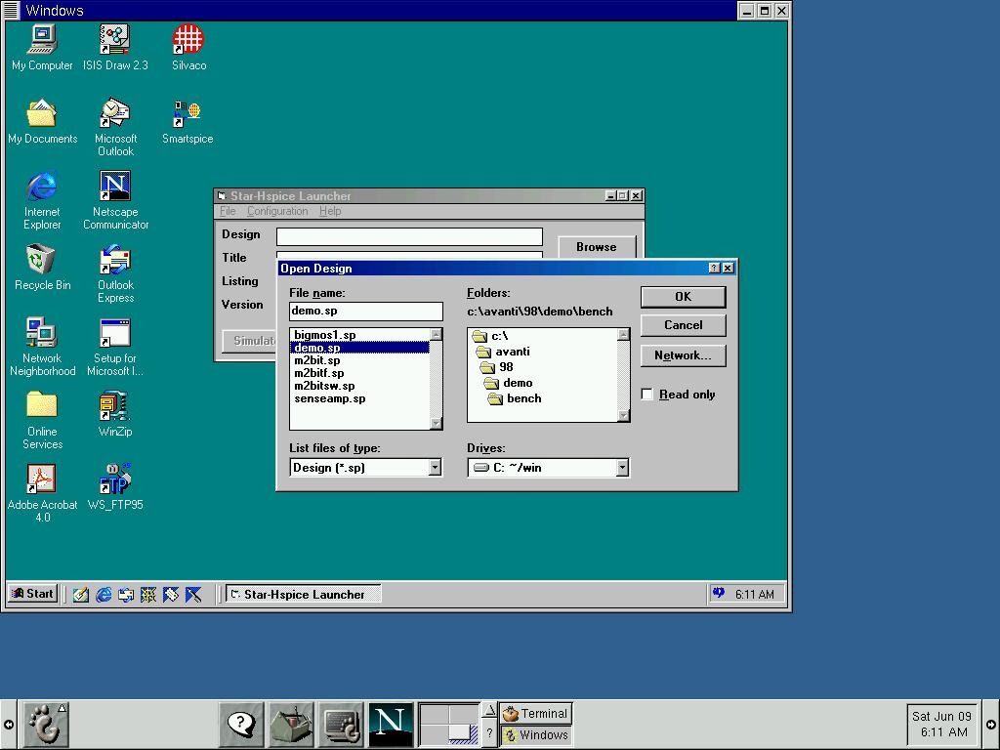 Windows
My Computer
ISIS Draw 2.3
Silvaco
My Documents
Microsoft
Outlook
Smartspice
Internet
Explorer
Netscape
Communicator
Recycle Bin
Outlook
Express
Network
Neighborhood
Setup for
Microsoft I...
Online
Services
WinZip
Adobe Acrobat
4.0
FTP
95
WS_FTP95
Star-Hspice Launcher
File Configuration Help
Design
Browse
Title
Listing
Version
Simulat
Open Design
File name:
demo.sp
bigmos1.sp
demo.sp
m2bit.sp
m2bitf.sp
m2bitsw.sp
senseamp.sp
List files of type:
Design (*.sp)
Folders:
c:\avanti\98\demo\bench
c:\
avanti
98
demo
bench
Drives:
C: ~/win
OK
Cancel
Network...
Read only
Start
Star-Hspice Launcher
6:11 AM
N
Terminal
Windows
Sat Jun 09
6:11 AM